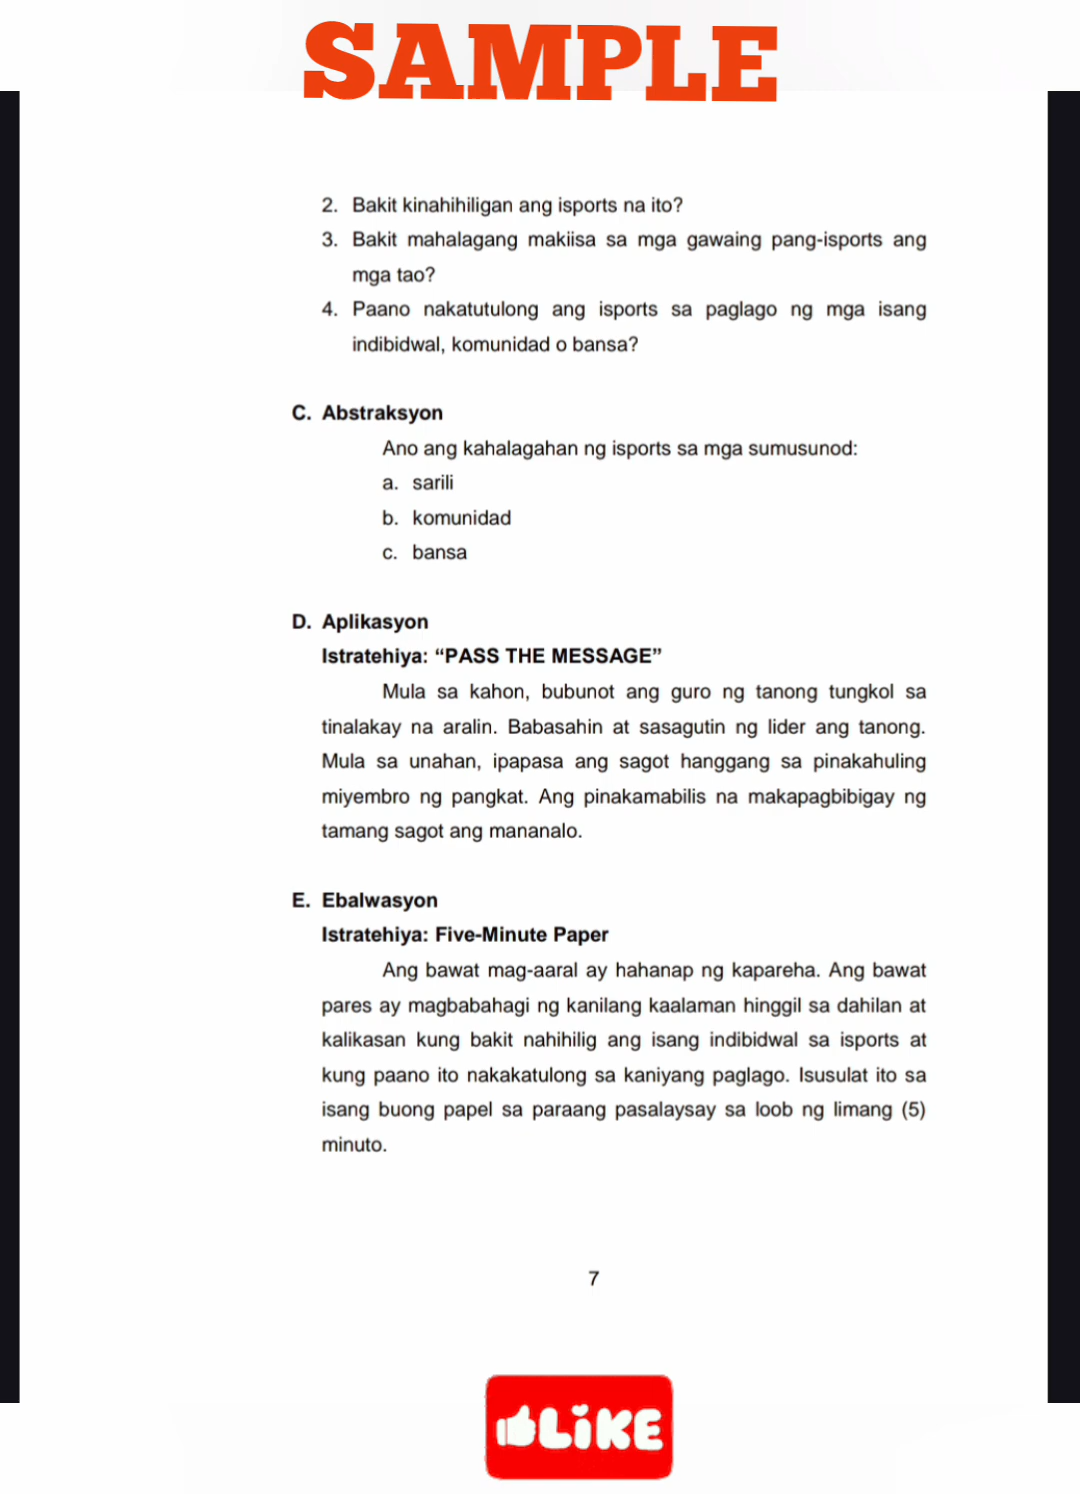 SAMPLE
2. Bakit kinahihiligan ang isports na ito?
3. Bakit mahalagang makiisa sa mga gawaing pang-isports ang
mga tao?
4. Paano nakatutulong ang isports sa paglago ng mga isang
indibidwal, komunidad o bansa?
C. Abstraksyon
Ano ang kahalagahan ng isports sa mga sumusunod:
a. sarili
b. komunidad
c. bansa
D. Aplikasyon
Istratehiya: “PASS THE MESSAGE”
Mula sa kahon, bubunot ang guro ng tanong tungkol sa
tinalakay na aralin. Babasahin at sasagutin ng lider ang tanong.
Mula sa unahan, ipapasa ang sagot hanggang sa pinakahuling
miyembro ng pangkat. Ang pinakamabilis na makapagbibigay ng
tamang sagot ang mananalo.
E. Ebalwasyon
Istratehiya: Five-Minute Paper
Ang bawat mag-aaral ay hahanap ng kapareha. Ang bawat
pares ay magbabahagi ng kanilang kaalaman hinggil sa dahilan at
kalikasan kung bakit nahihilig ang isang indibidwal sa isports at
kung paano ito nakakatulong sa kaniyang paglago. Isusulat ito sa
isang buong papel sa paraang pasalaysay sa loob ng limang (5)
minuto.
7
LiKE